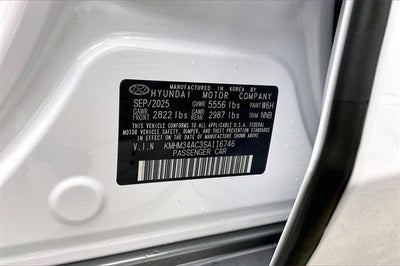 MANUFACTURED IN KOREA BY
HYUNDAI MOTOR COMPANY
SEP/2025 GVWR 5556 lbs PAINT W6H
GAWR FRONT 2822 lbs GAWR REAR 2987 lbs TRIM NNB
THIS VEHICLE CONFORMS TO ALL APPLICABLE U.S.A. FEDERAL
MOTOR VEHICLE SAFETY AND THEFT PREVENTION STANDARDS
IN EFFECT ON THE DATE OF MANUFACTURE SHOWN ABOVE.
V.I.N KMHM34AC3SA116746
PASSENGER CAR